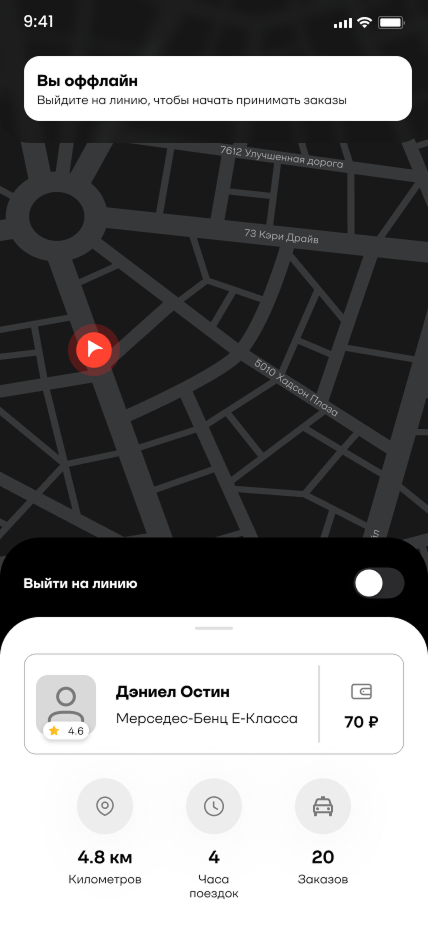 9:41
Вы оффлайн
Выйдите на линию, чтобы начать принимать заказы
7612 Улучшенная дорога
73 Кэри Драйв
5010 Хадсон Плаза
Выйти на линию
Дэниел Остин
Мерседес-Бенц Е-Класса
4.6
70 ₽
4.8 км
Километров
4
Часа
поездок
20
Заказов